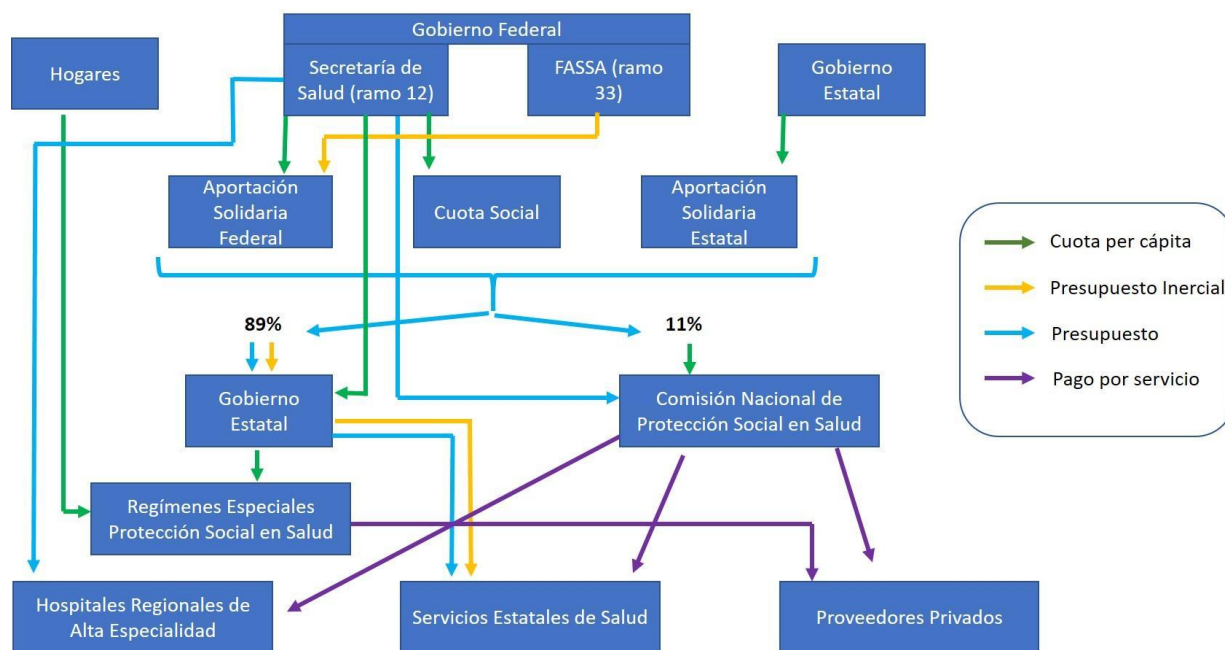 Gobierno Federal
Hogares
Secretaría de
Salud (ramo 12)
FASSA (ramo
33)
Gobierno
Estatal
Aportación
Solidaria
Federal
Cuota Social
Aportación
Solidaria
Estatal
Cuota per cápita
Presupuesto Inercial
Presupuesto
Pago por servicio
89%
11%
Gobierno
Estatal
Comisión Nacional de
Protección Social en Salud
Regímenes Especiales
Protección Social en Salud
Hospitales Regionales de
Alta Especialidad
Servicios Estatales de Salud
Proveedores Privados